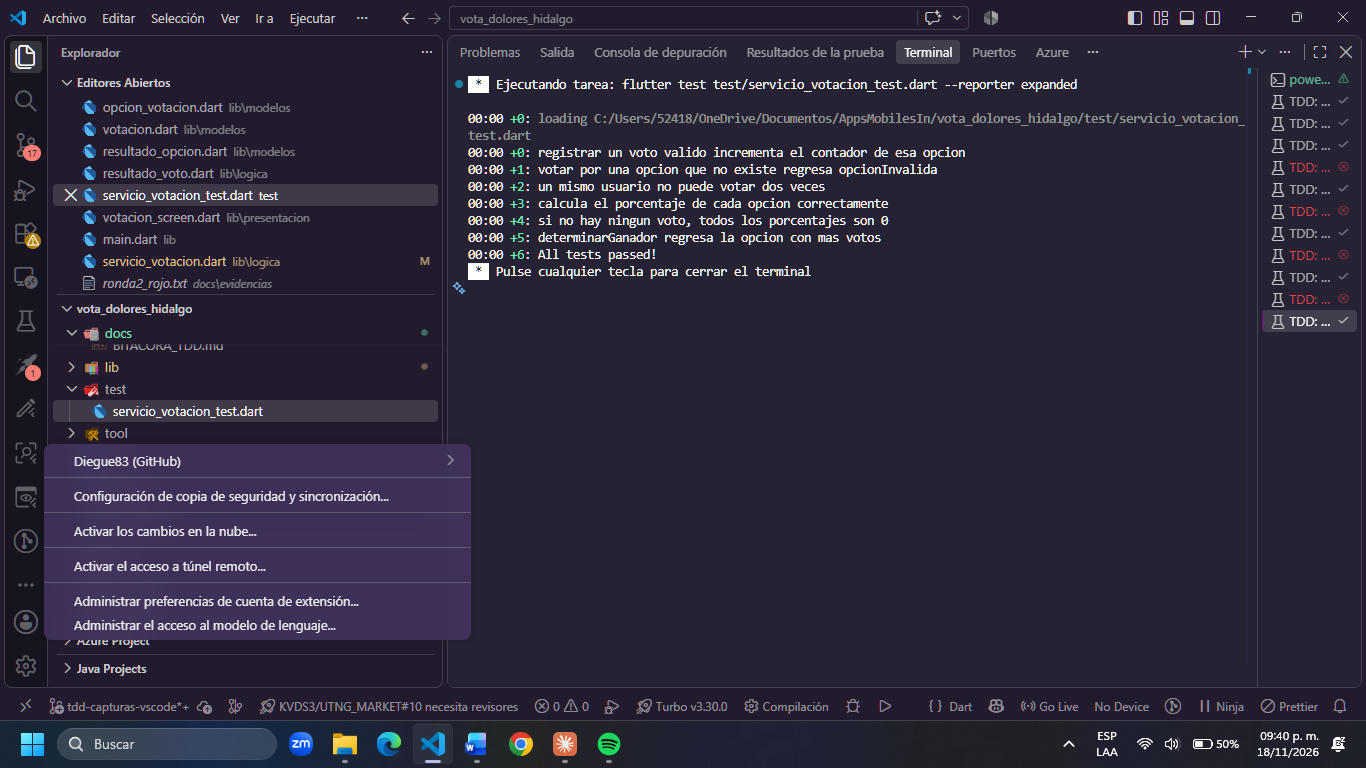 Archivo Editar Selección Ver Ir a Ejecutar ··· vota_dolores_hidalgo
Explorador ···
Editores Abiertos
opcion_votacion.dart lib\modelos
votacion.dart lib\modelos
resultado_opcion.dart lib\modelos
resultado_voto.dart lib\logica
servicio_votacion_test.dart test
votacion_screen.dart lib\presentacion
main.dart lib
servicio_votacion.dart lib\logica M
ronda2_rojo.txt docs\evidencias
vota_dolores_hidalgo
docs
BITACORA_TDD.md
lib
test
servicio_votacion_test.dart
tool
17
1
Diegue83 (GitHub)
Configuración de copia de seguridad y sincronización...
Activar los cambios en la nube...
Activar el acceso a túnel remoto...
Administrar preferencias de cuenta de extensión...
Administrar el acceso al modelo de lenguaje...
Azure Project
Java Projects
Problemas Salida Consola de depuración Resultados de la prueba Terminal Puertos Azure ···
* Ejecutando tarea: flutter test test/servicio_votacion_test.dart --reporter expanded
00:00 +0: loading C:/Users/52418/OneDrive/Documentos/AppsMobilesIn/vota_dolores_hidalgo/test/servicio_votacion_
test.dart
00:00 +0: registrar un voto valido incrementa el contador de esa opcion
00:00 +1: votar por una opcion que no existe regresa opcionInvalida
00:00 +2: un mismo usuario no puede votar dos veces
00:00 +3: calcula el porcentaje de cada opcion correctamente
00:00 +4: si no hay ningun voto, todos los porcentajes son 0
00:00 +5: determinarGanador regresa la opcion con mas votos
00:00 +6: All tests passed!
* Pulse cualquier tecla para cerrar el terminal
powe...
TDD: ...
TDD: ...
TDD: ...
TDD: ...
TDD: ...
TDD: ...
TDD: ...
TDD: ...
TDD: ...
TDD: ...
TDD: ...
tdd-capturas-vscode*+ KVDS3/UTNG_MARKET#10 necesita revisores 0 0 Turbo v3.30.0 Compilación { } Dart Go Live No Device Ninja Prettier
Buscar zm ESP 50% 09:40 p. m.
LAA 18/11/2026